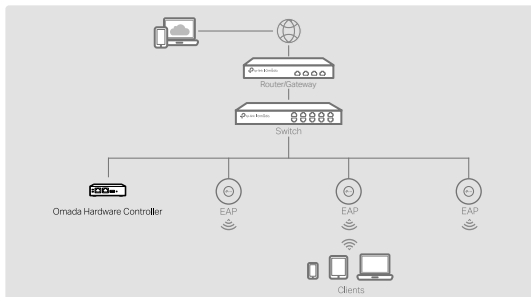 Router/Gateway
Switch
Omada Hardware Controller
EAP
EAP
EAP
Clients